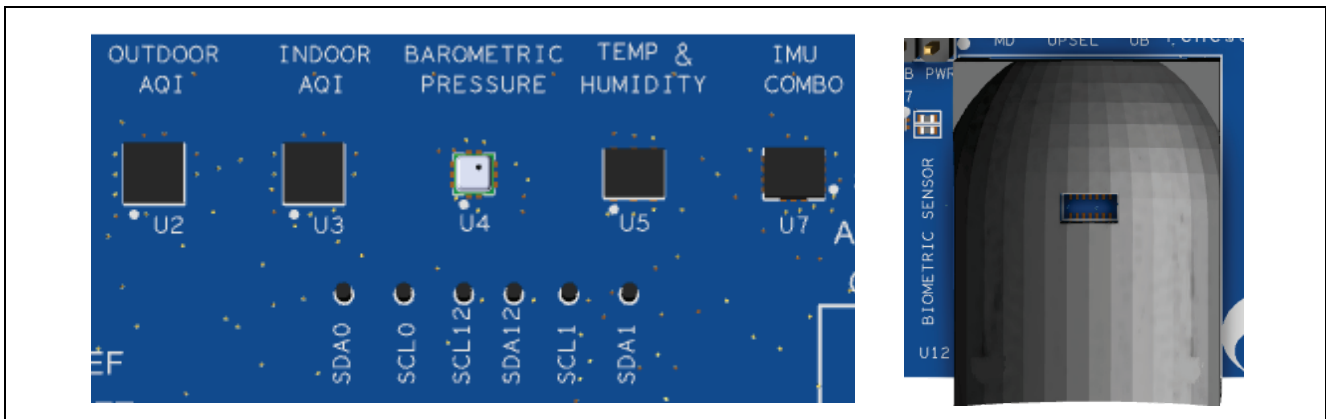 OUTDOOR
AQI
INDOOR
AQI
BAROMETRIC
PRESSURE
TEMP &
HUMIDITY
IMU
COMBO
U2
U3
U4
U5
U7
SDA0
SCL0
SCL12
SDA12
SCL1
SDA1
EF
A
MD UPSEL UB
B PWR
7
BIOMETRIC SENSOR
U12